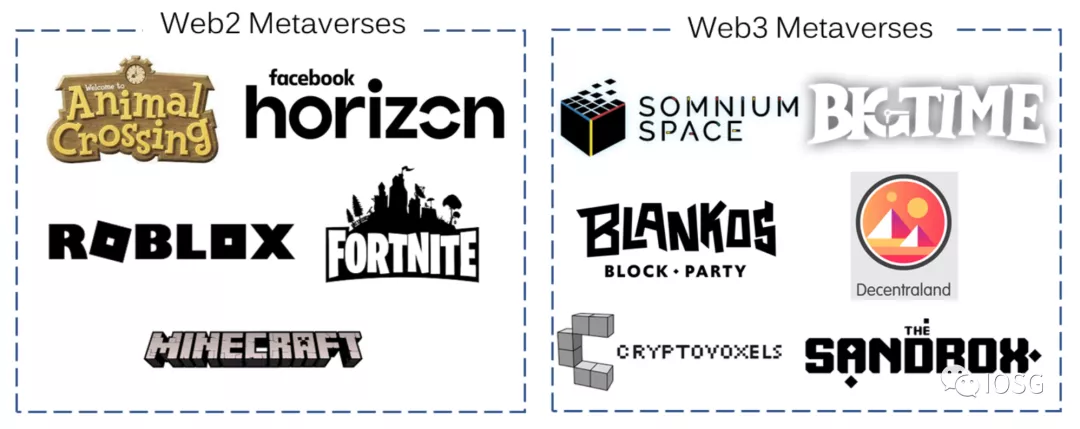 Web2 Metaverses
Web3 Metaverses
Welcome to
Animal
Crossing
facebook
horizon
ROBLOX
FORTNITE
MINECRAFT
SOMNIUM
SPACE
BIGTIME
BLANKOS
BLOCK • PARTY
Decentraland
CRYPTOVOXELS
THE
SANDBOX
IOSG